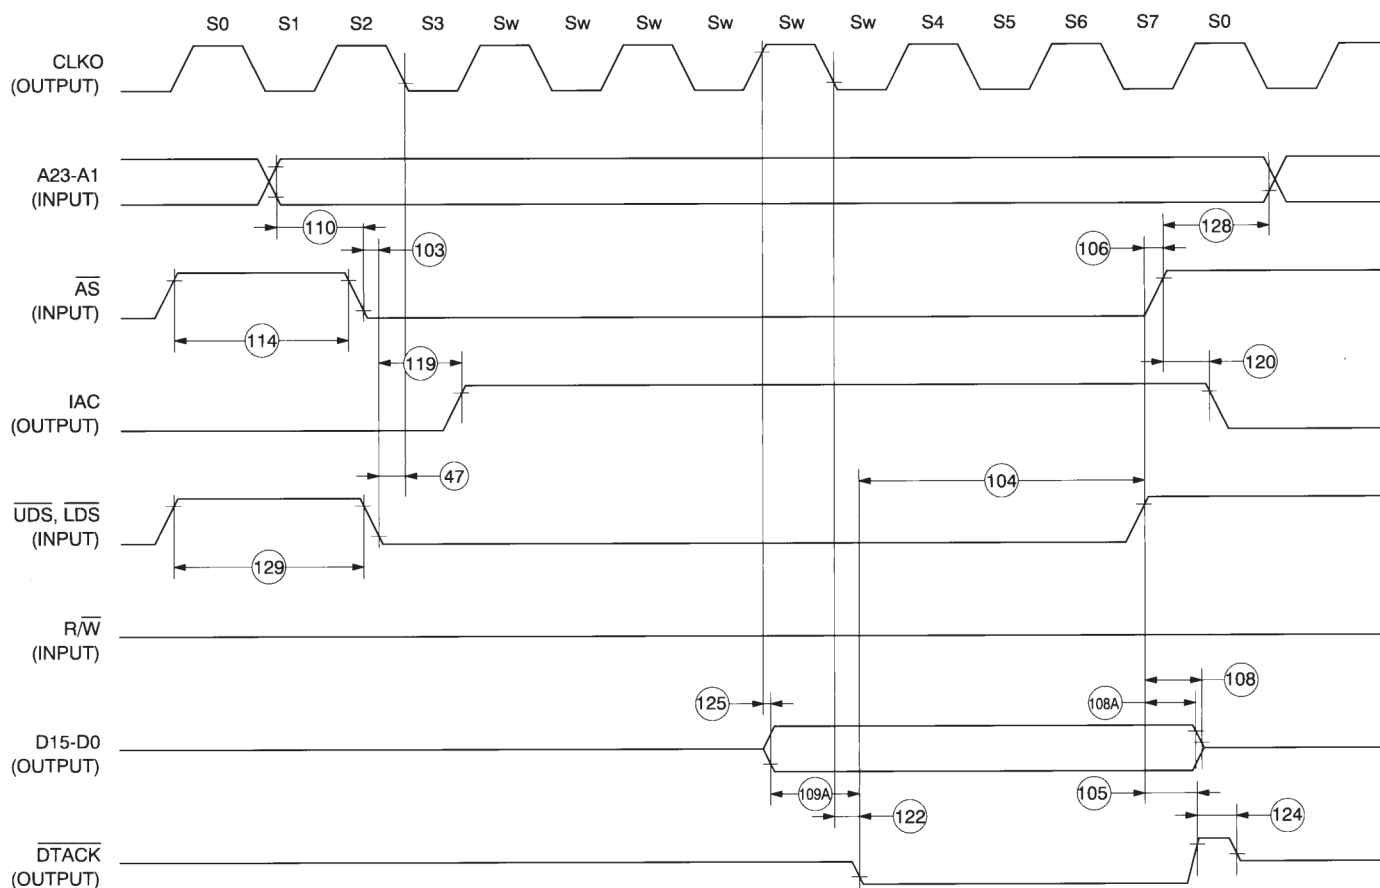 S0 S1 S2 S3 Sw Sw Sw Sw Sw Sw S4 S5 S6 S7 S0
CLKO
(OUTPUT)
A23-A1
(INPUT)
110
128
103
106
AS
(INPUT)
114
119
120
IAC
(OUTPUT)
47
104
UDS, LDS
(INPUT)
129
R/W
(INPUT)
108
125
108A
D15-D0
(OUTPUT)
109A
105
122
124
DTACK
(OUTPUT)